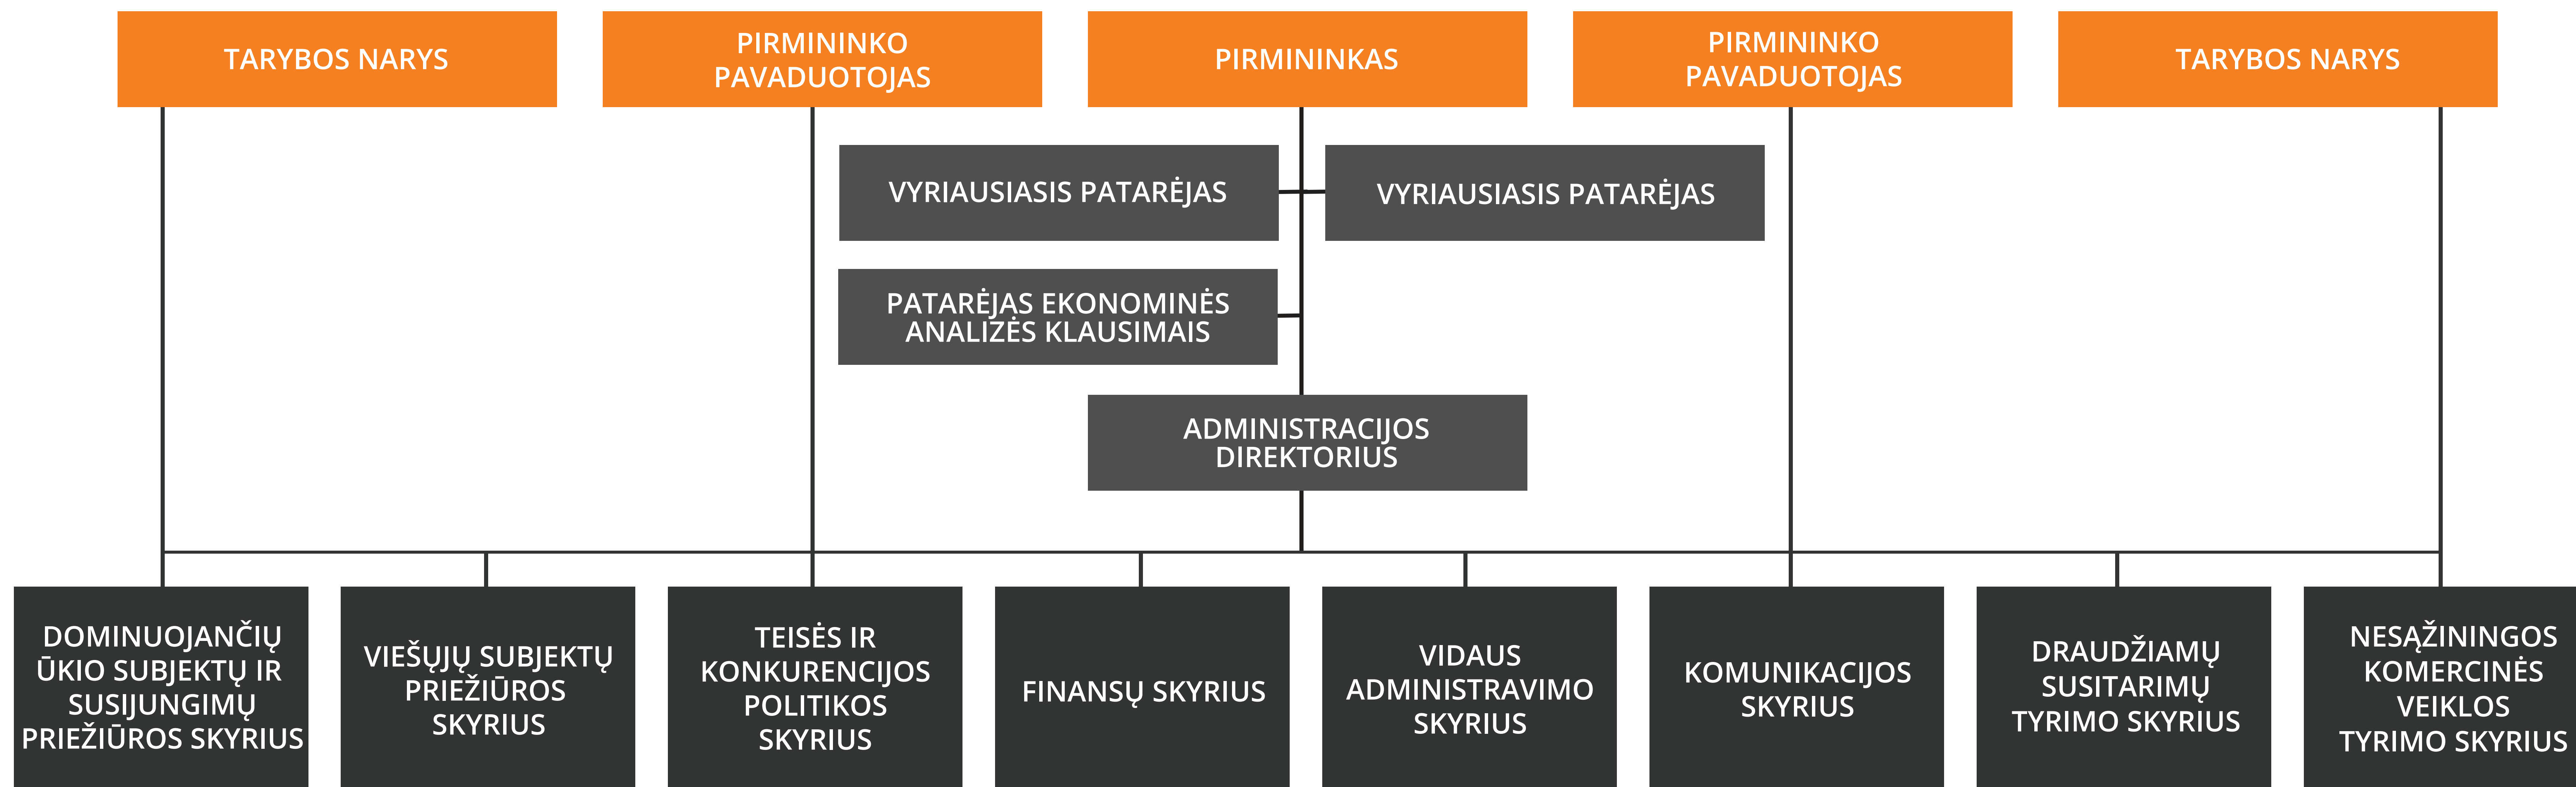 TARYBOS NARYS
PIRMININKO
PAVADUOTOJAS
PIRMININKAS
PIRMININKO
PAVADUOTOJAS
TARYBOS NARYS
VYRIAUSIASIS PATARĖJAS
VYRIAUSIASIS PATARĖJAS
PATARĖJAS EKONOMINĖS
ANALIZĖS KLAUSIMAIS
ADMINISTRACIJOS
DIREKTORIUS
DOMINUOJANČIŲ
ŪKIO SUBJEKTŲ IR
SUSIJUNGIMŲ
PRIEŽIŪROS SKYRIUS
VIEŠŲJŲ SUBJEKTŲ
PRIEŽIŪROS
SKYRIUS
TEISĖS IR
KONKURENCIJOS
POLITIKOS
SKYRIUS
FINANSŲ SKYRIUS
VIDAUS
ADMINISTRAVIMO
SKYRIUS
KOMUNIKACIJOS
SKYRIUS
DRAUDŽIAMŲ
SUSITARIMŲ
TYRIMO SKYRIUS
NESĄŽININGOS
KOMERCINĖS
VEIKLOS
TYRIMO SKYRIUS